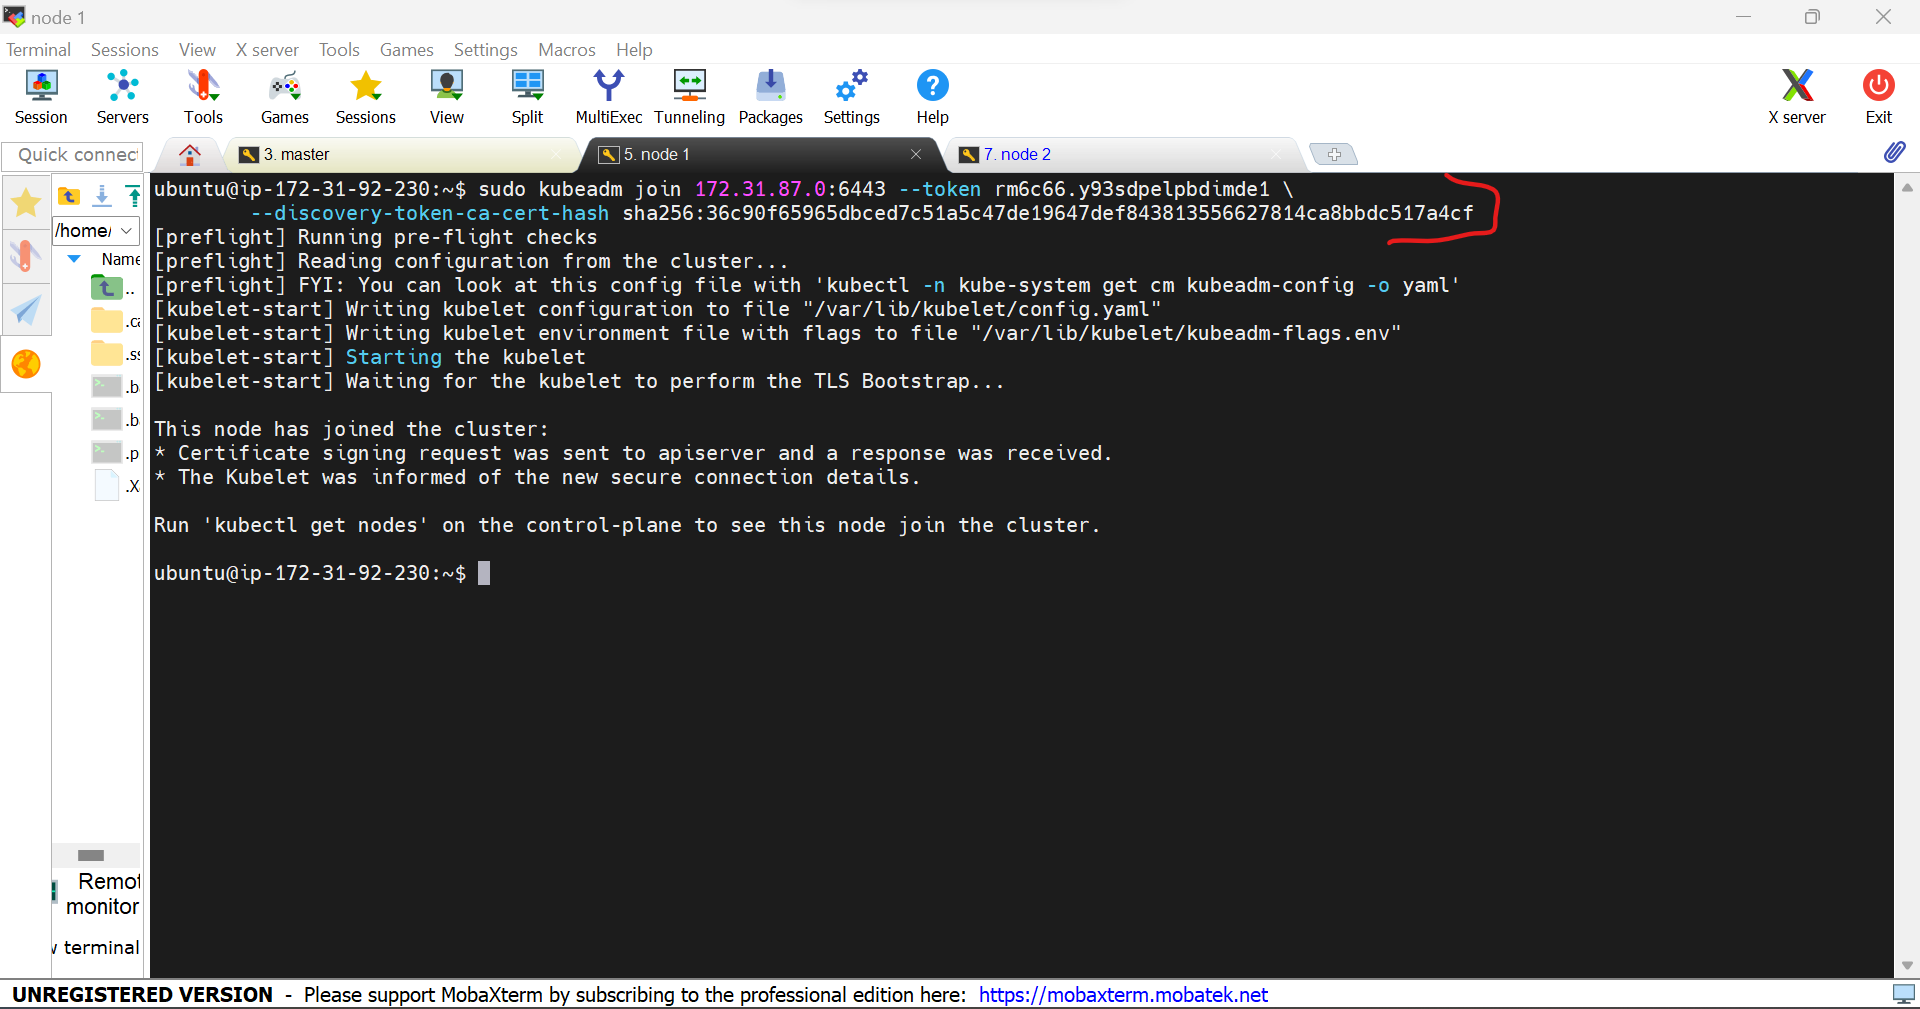 node 1
Terminal Sessions View X server Tools Games Settings Macros Help
Session Servers Tools Games Sessions View Split MultiExec Tunneling Packages Settings Help X server Exit
Quick connect 3. master 5. node 1 7. node 2
/home/
Name
..
.ca
.ss
.b
.b
.p
.X
ubuntu@ip-172-31-92-230:~$ sudo kubeadm join 172.31.87.0:6443 --token rm6c66.y93sdpelpbdimde1 \
--discovery-token-ca-cert-hash sha256:36c90f65965dbced7c51a5c47de19647def843813556627814ca8bbdc517a4cf
[preflight] Running pre-flight checks
[preflight] Reading configuration from the cluster...
[preflight] FYI: You can look at this config file with 'kubectl -n kube-system get cm kubeadm-config -o yaml'
[kubelet-start] Writing kubelet configuration to file "/var/lib/kubelet/config.yaml"
[kubelet-start] Writing kubelet environment file with flags to file "/var/lib/kubelet/kubeadm-flags.env"
[kubelet-start] Starting the kubelet
[kubelet-start] Waiting for the kubelet to perform the TLS Bootstrap...
This node has joined the cluster:
* Certificate signing request was sent to apiserver and a response was received.
* The Kubelet was informed of the new secure connection details.
Run 'kubectl get nodes' on the control-plane to see this node join the cluster.
ubuntu@ip-172-31-92-230:~$
Remot
monitor
w terminal
UNREGISTERED VERSION - Please support MobaXterm by subscribing to the professional edition here: https://mobaxterm.mobatek.net